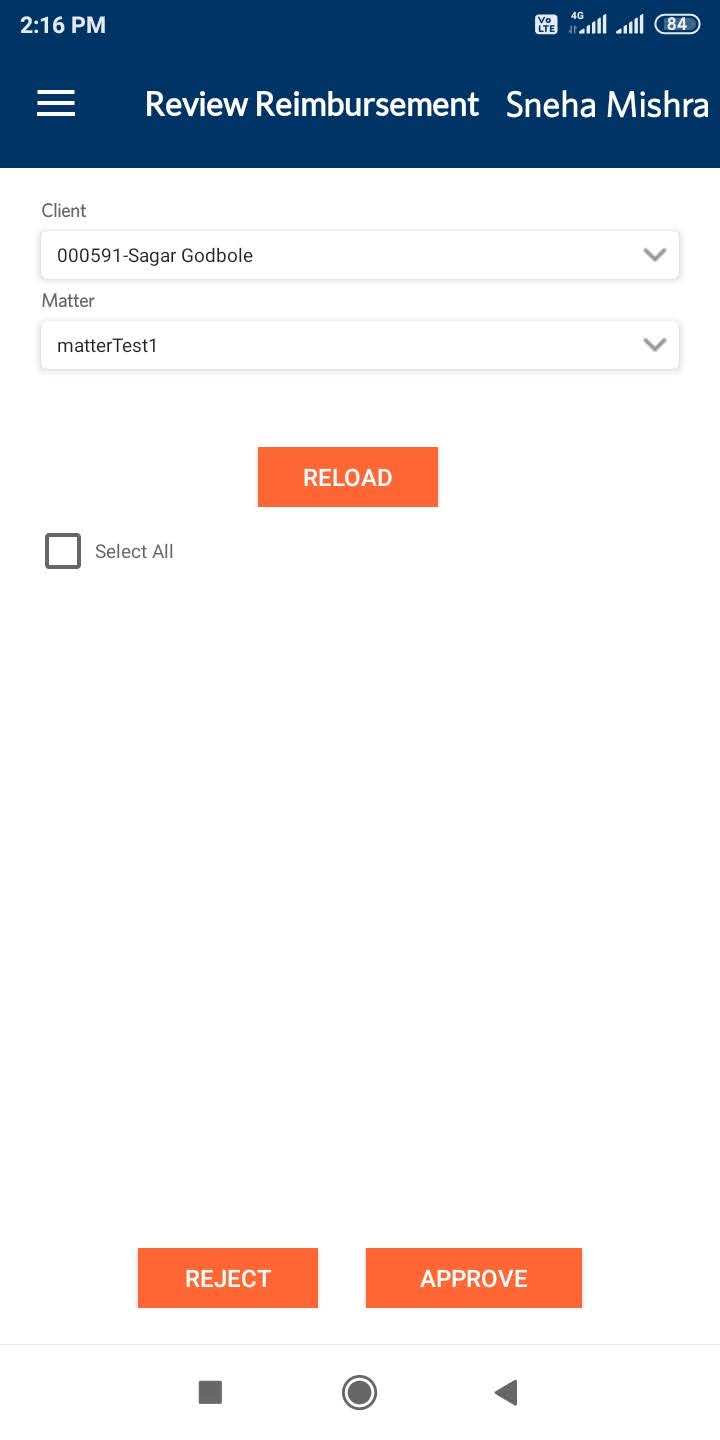 2:16 PM
Vo LTE 4G 84
Review Reimbursement Sneha Mishra
Client
000591-Sagar Godbole
Matter
matterTest1
RELOAD
Select All
REJECT APPROVE